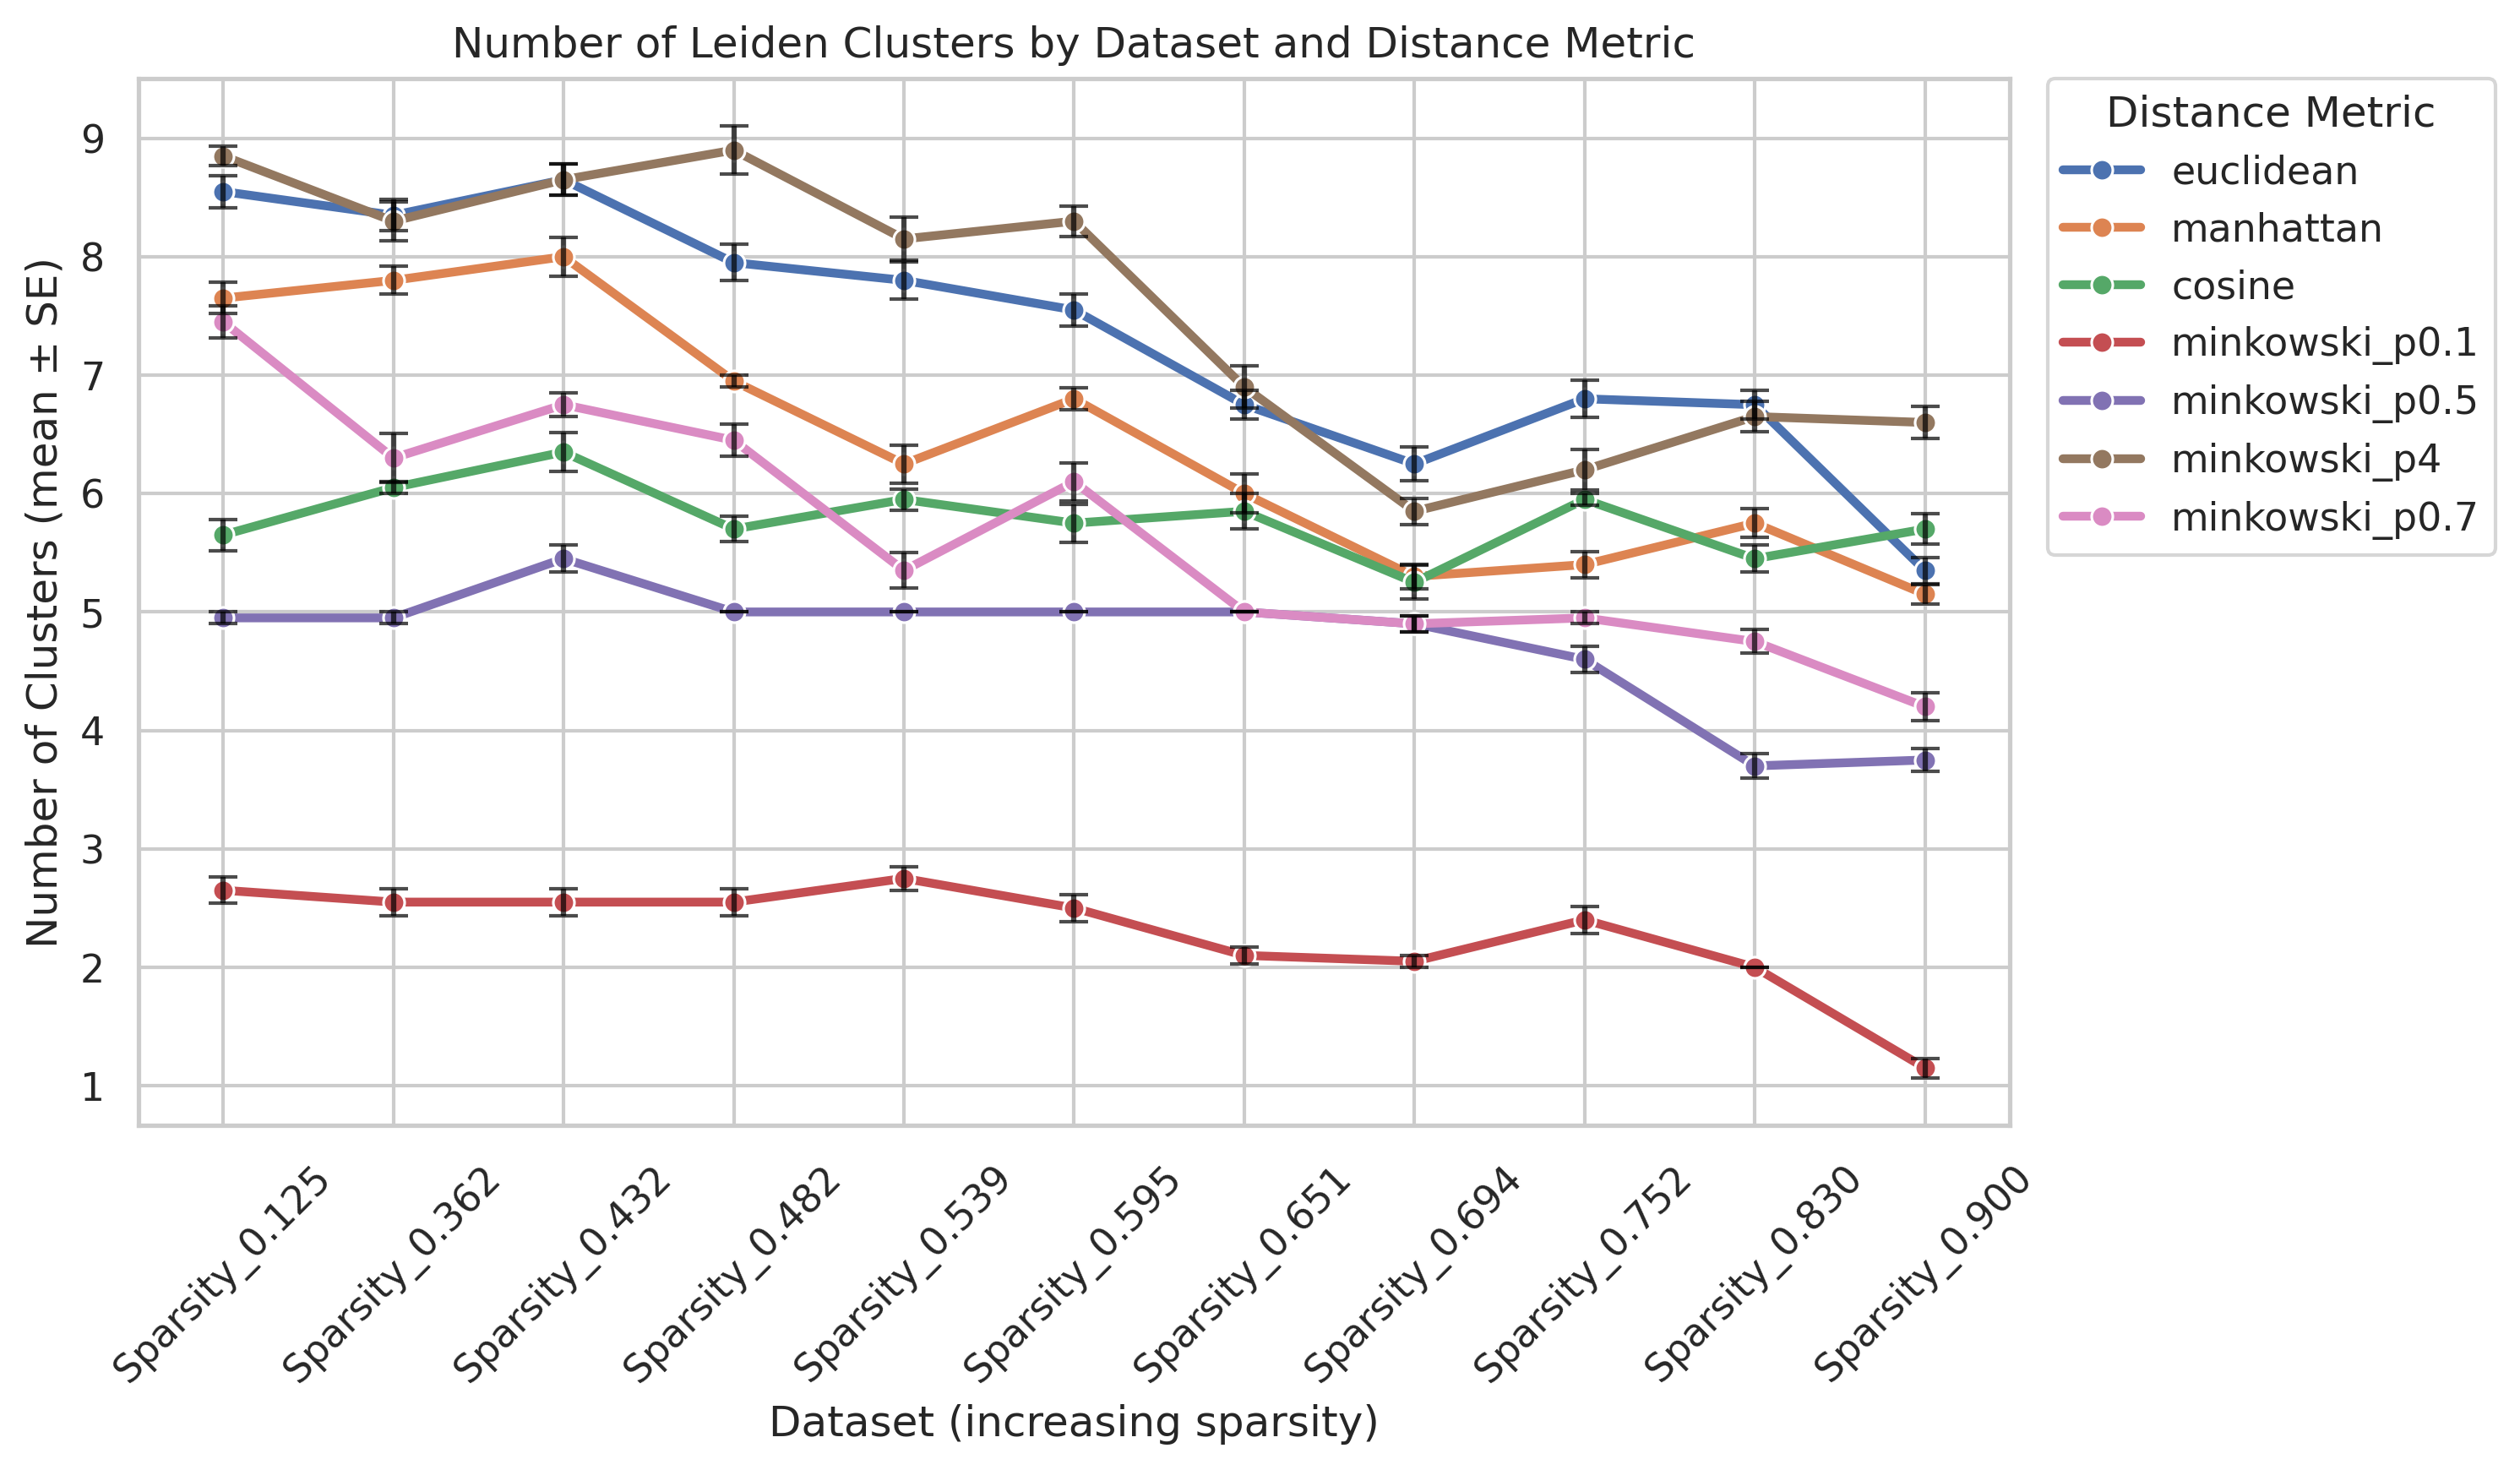 Number of Leiden Clusters by Dataset and Distance Metric
Number of Clusters (mean ± SE)
9
8
7
6
5
4
3
2
1
Sparsity_0.125
Sparsity_0.362
Sparsity_0.432
Sparsity_0.482
Sparsity_0.539
Sparsity_0.595
Sparsity_0.651
Sparsity_0.694
Sparsity_0.752
Sparsity_0.830
Sparsity_0.900
Dataset (increasing sparsity)
Distance Metric
euclidean
manhattan
cosine
minkowski_p0.1
minkowski_p0.5
minkowski_p4
minkowski_p0.7